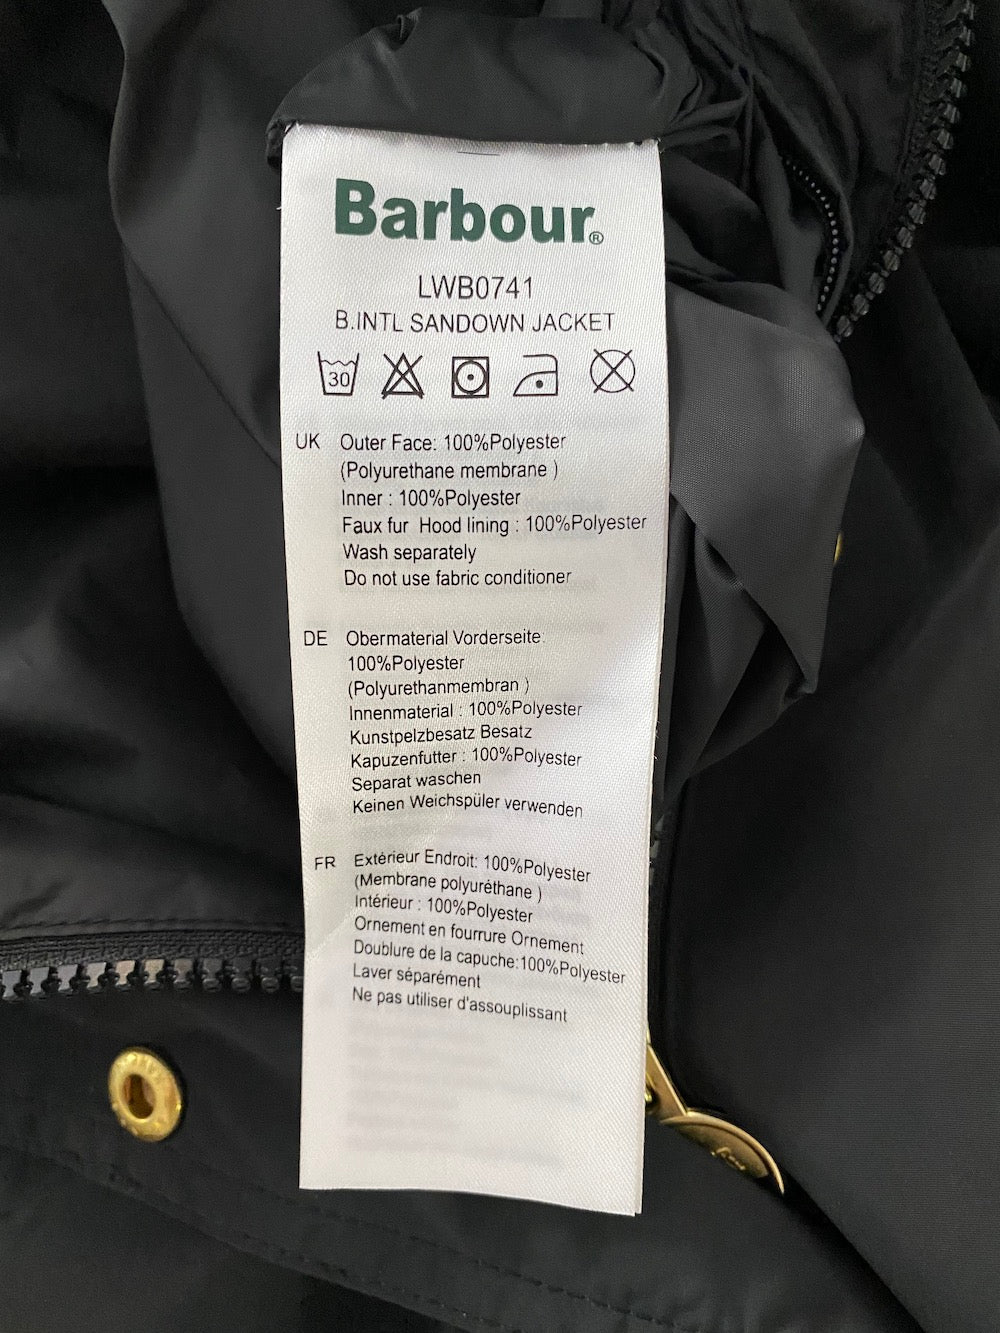 Barbour®
LWB0741
B.INTL SANDOWN JACKET
30
UK Outer Face: 100%Polyester
(Polyurethane membrane )
Inner : 100%Polyester
Faux fur Hood lining : 100%Polyester
Wash separately
Do not use fabric conditioner
DE Obermaterial Vorderseite:
100%Polyester
(Polyurethanmembran )
Innenmaterial : 100%Polyester
Kunstpelzbesatz Besatz
Kapuzenfutter : 100%Polyester
Separat waschen
Keinen Weichspüler verwenden
FR Extérieur Endroit: 100%Polyester
(Membrane polyuréthane )
Intérieur : 100%Polyester
Ornement en fourrure Ornement
Doublure de la capuche:100%Polyester
Laver séparément
Ne pas utiliser d'assouplissant